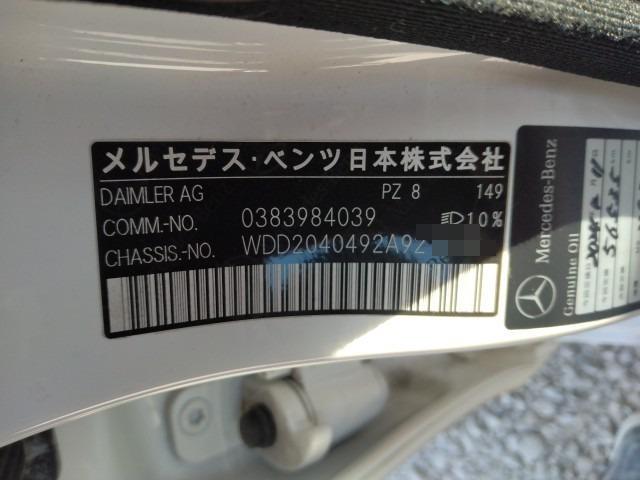 メルセデス・ベンツ日本株式会社
DAIMLER AG PZ 8 149
COMM.-NO. 0383984039 10%
CHASSIS.-NO. WDD2040492A92
Mercedes-Benz
Genuine Oil